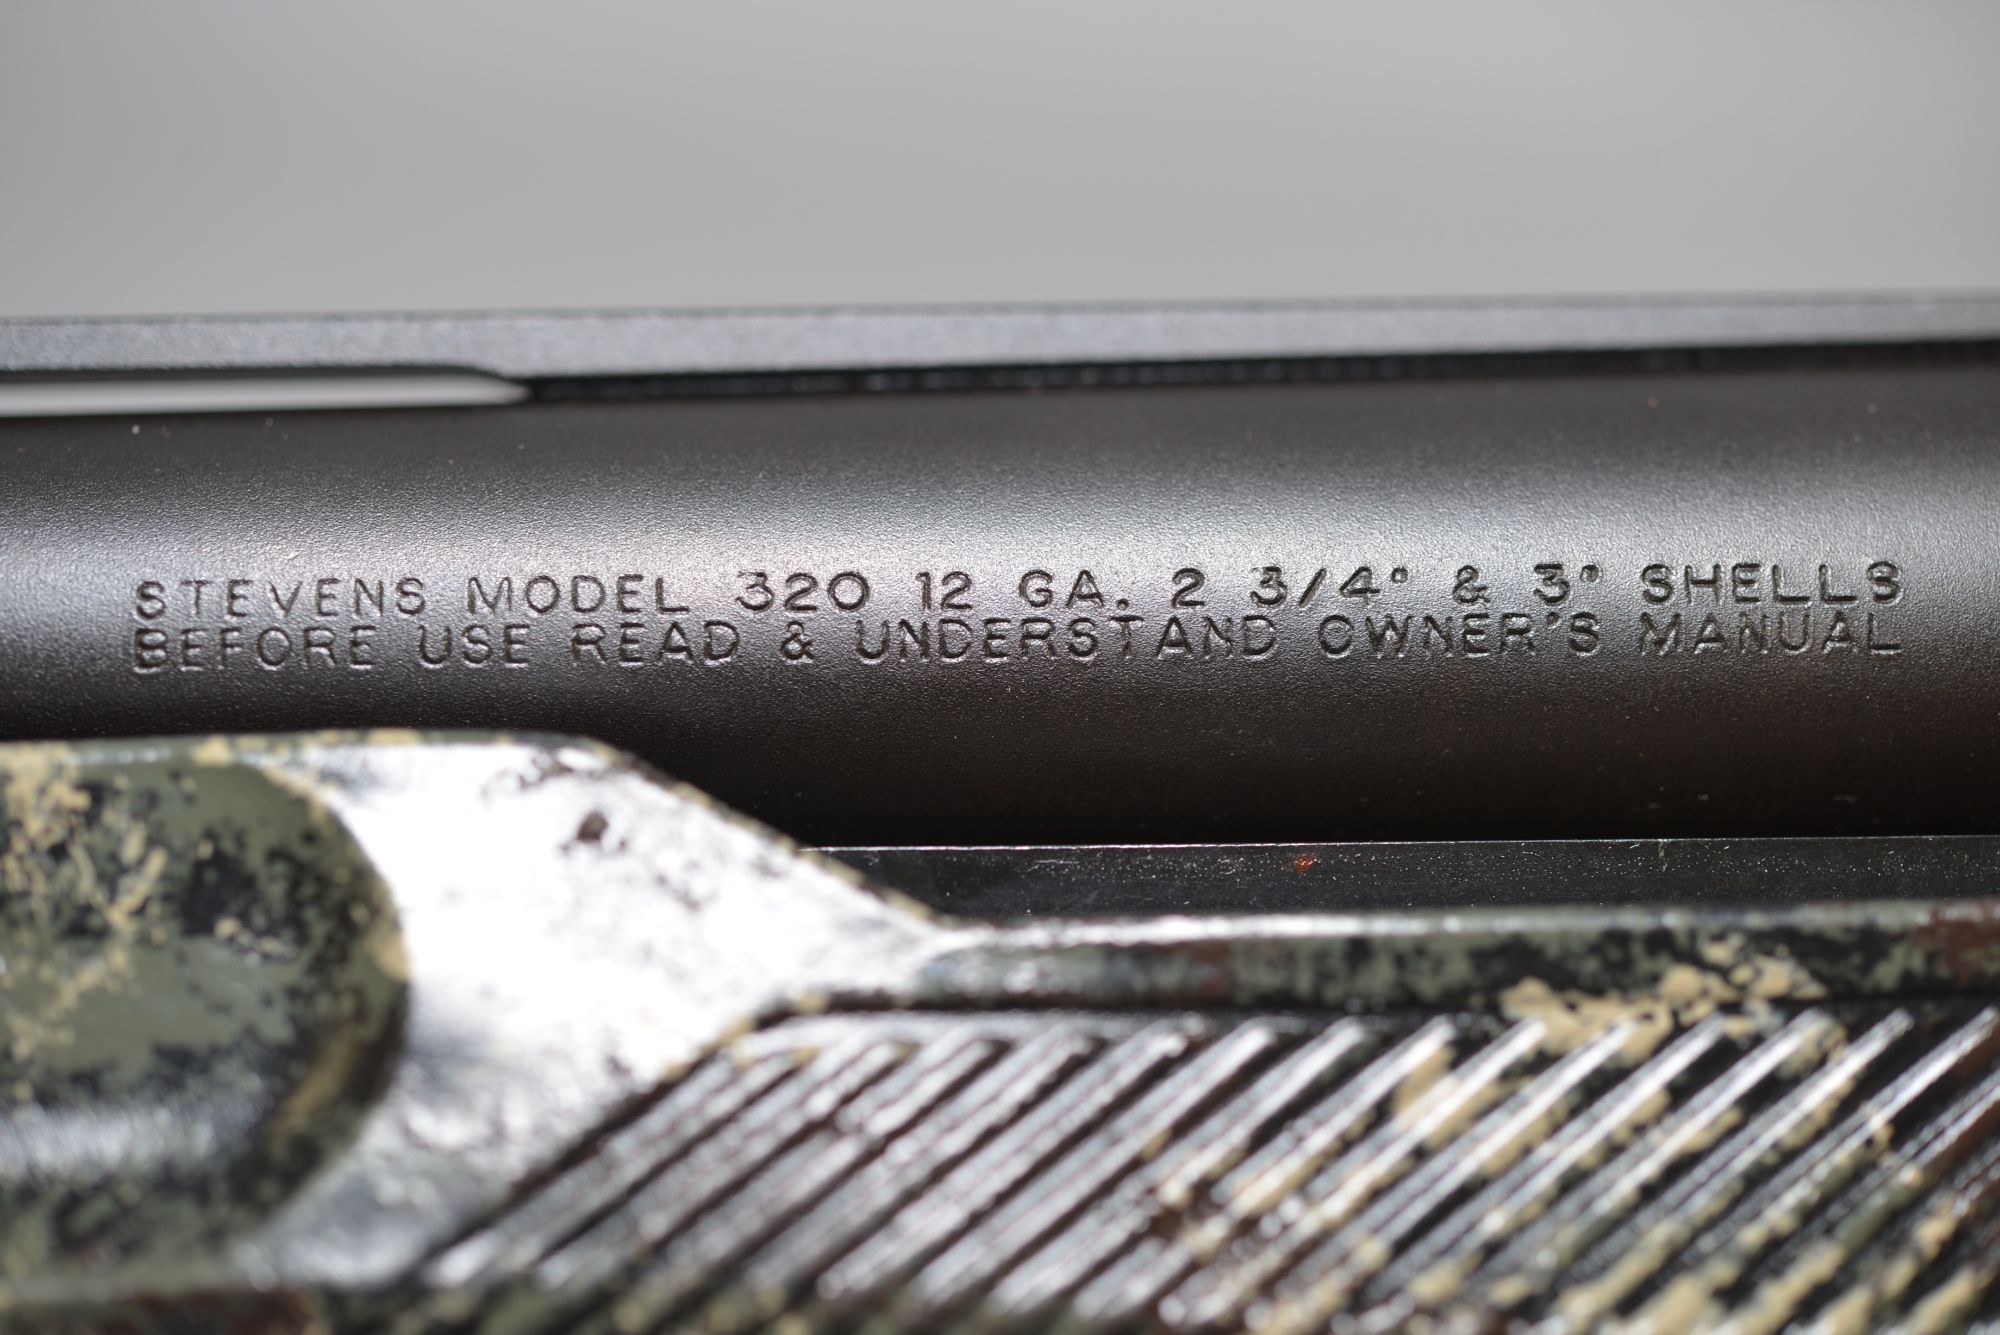 STEVENS MODEL 320 12 GA. 2 3/4" & 3" SHELLS
BEFORE USE READ & UNDERSTAND OWNER'S MANUAL